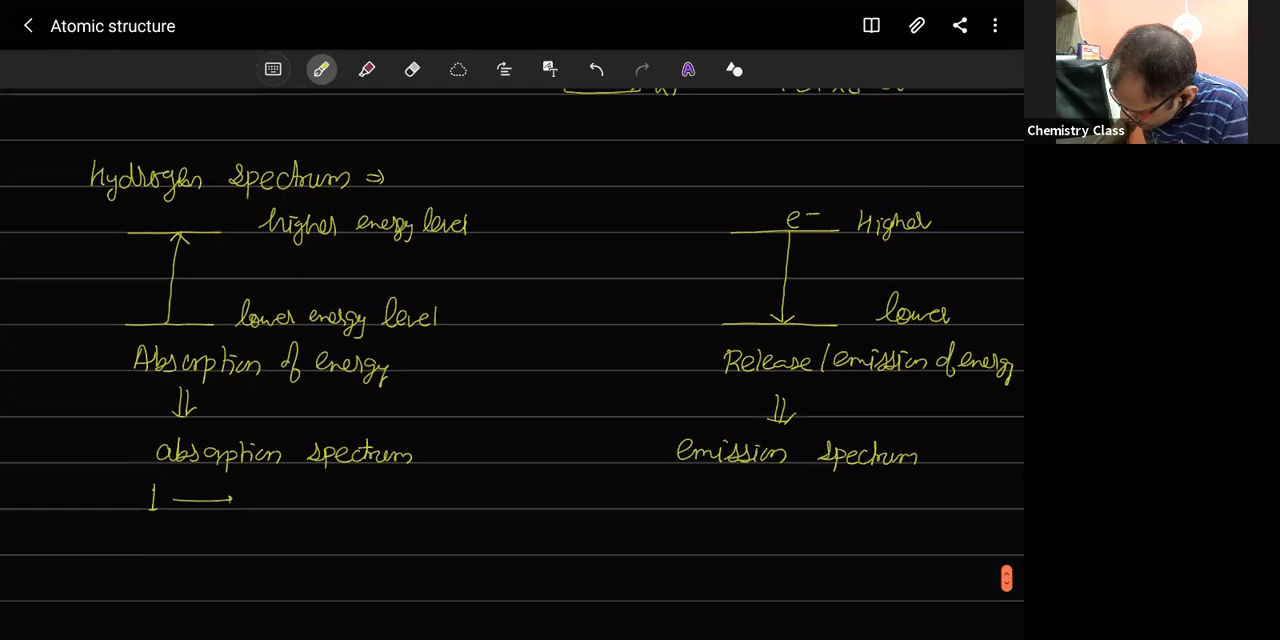 Atomic structure
Chemistry Class
Hydrogen spectrum ⇒
higher energy level
e- Higher
lower energy level
lower
Absorption of energy
Release/emission of energy
absorption spectrum
emission spectrum
1 →